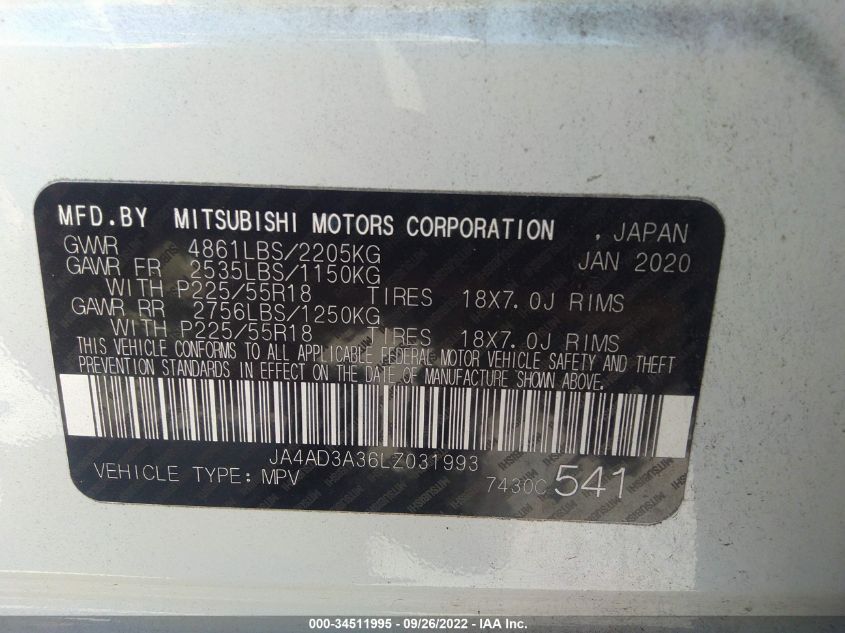 MFD.BY MITSUBISHI MOTORS CORPORATION , JAPAN
GWVR 4861LBS/2205KG JAN 2020
GAWR FR 2535LBS/1150KG
WITH P225/55R18 TIRES 18X7.0J RIMS
GAWR RR 2756LBS/1250KG
WITH P225/55R18 TIRES 18X7.0J RIMS
THIS VEHICLE CONFORMS TO ALL APPLICABLE FEDERAL MOTOR VEHICLE SAFETY AND THEFT
PREVENTION STANDARDS IN EFFECT ON THE DATE OF MANUFACTURE SHOWN ABOVE.
JA4AD3A36LZ031993
VEHICLE TYPE: MPV 7430C 541
000-34511995 - 09/26/2022 - © IAA Inc.